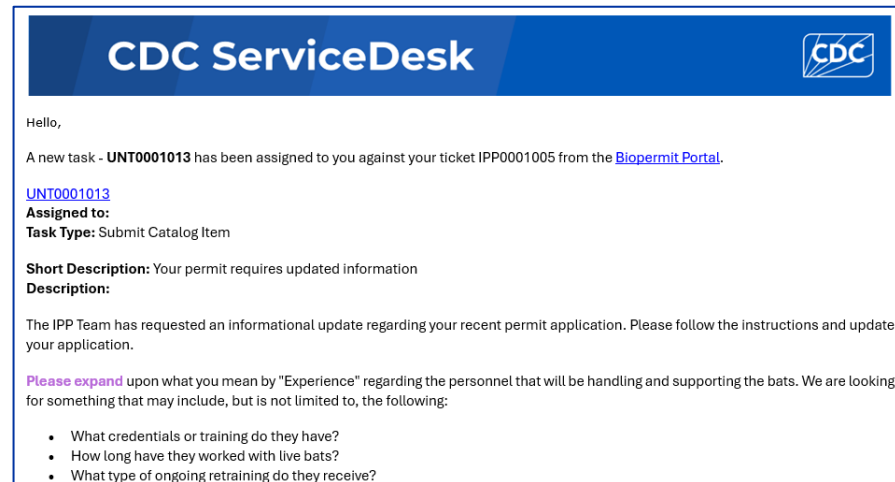 CDC ServiceDesk
CDC
Hello,
A new task - UNT0001013 has been assigned to you against your ticket IPP0001005 from the Biopermit Portal.
UNT0001013
Assigned to:
Task Type: Submit Catalog Item
Short Description: Your permit requires updated information
Description:
The IPP Team has requested an informational update regarding your recent permit application. Please follow the instructions and update
your application.
Please expand upon what you mean by "Experience" regarding the personnel that will be handling and supporting the bats. We are looking
for something that may include, but is not limited to, the following:
• What credentials or training do they have?
• How long have they worked with live bats?
• What type of ongoing retraining do they receive?